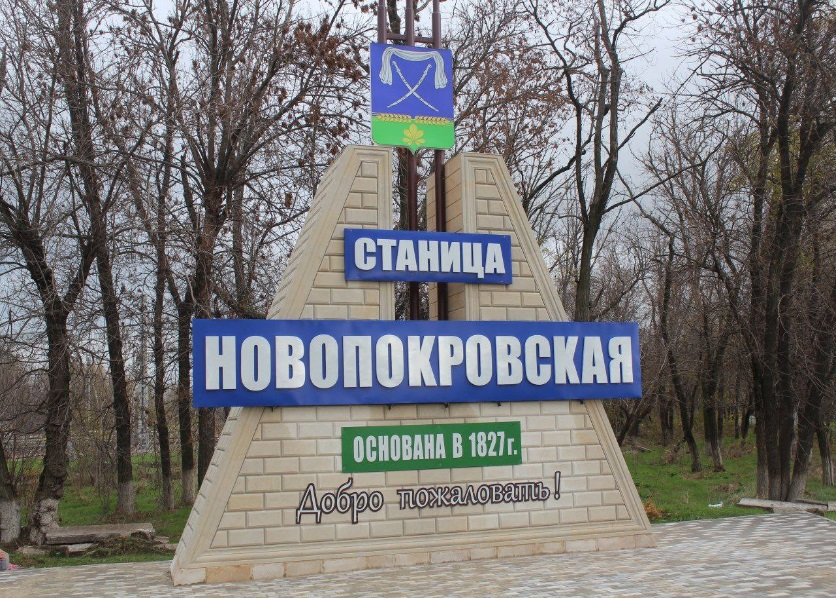 СТАНИЦА
НОВОПОКРОВСКАЯ
ОСНОВАНА В 1827г.
Добро пожаловать!